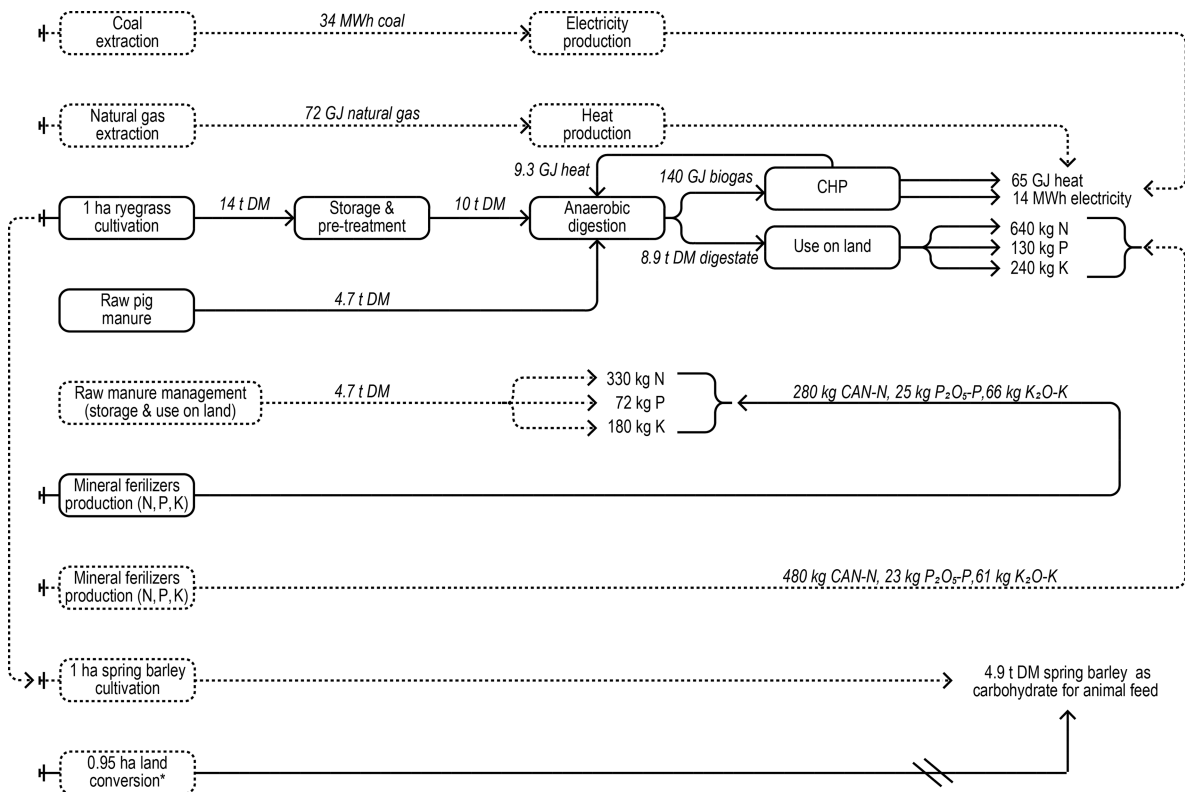 Coal
extraction
34 MWh coal
Electricity
production
Natural gas
extraction
72 GJ natural gas
Heat
production
9.3 GJ heat
140 GJ biogas
CHP
65 GJ heat
14 MWh electricity
1 ha ryegrass
cultivation
14 t DM
Storage &
pre-treatment
10 t DM
Anaerobic
digestion
8.9 t DM digestate
Use on land
640 kg N
130 kg P
240 kg K
Raw pig
manure
4.7 t DM
Raw manure management
(storage & use on land)
4.7 t DM
330 kg N
72 kg P
180 kg K
280 kg CAN-N, 25 kg P₂O₅-P,66 kg K₂O-K
Mineral ferilizers
production (N, P, K)
Mineral ferilizers
production (N, P, K)
480 kg CAN-N, 23 kg P₂O₅-P,61 kg K₂O-K
1 ha spring barley
cultivation
4.9 t DM spring barley as
carbohydrate for animal feed
0.95 ha land
conversion*